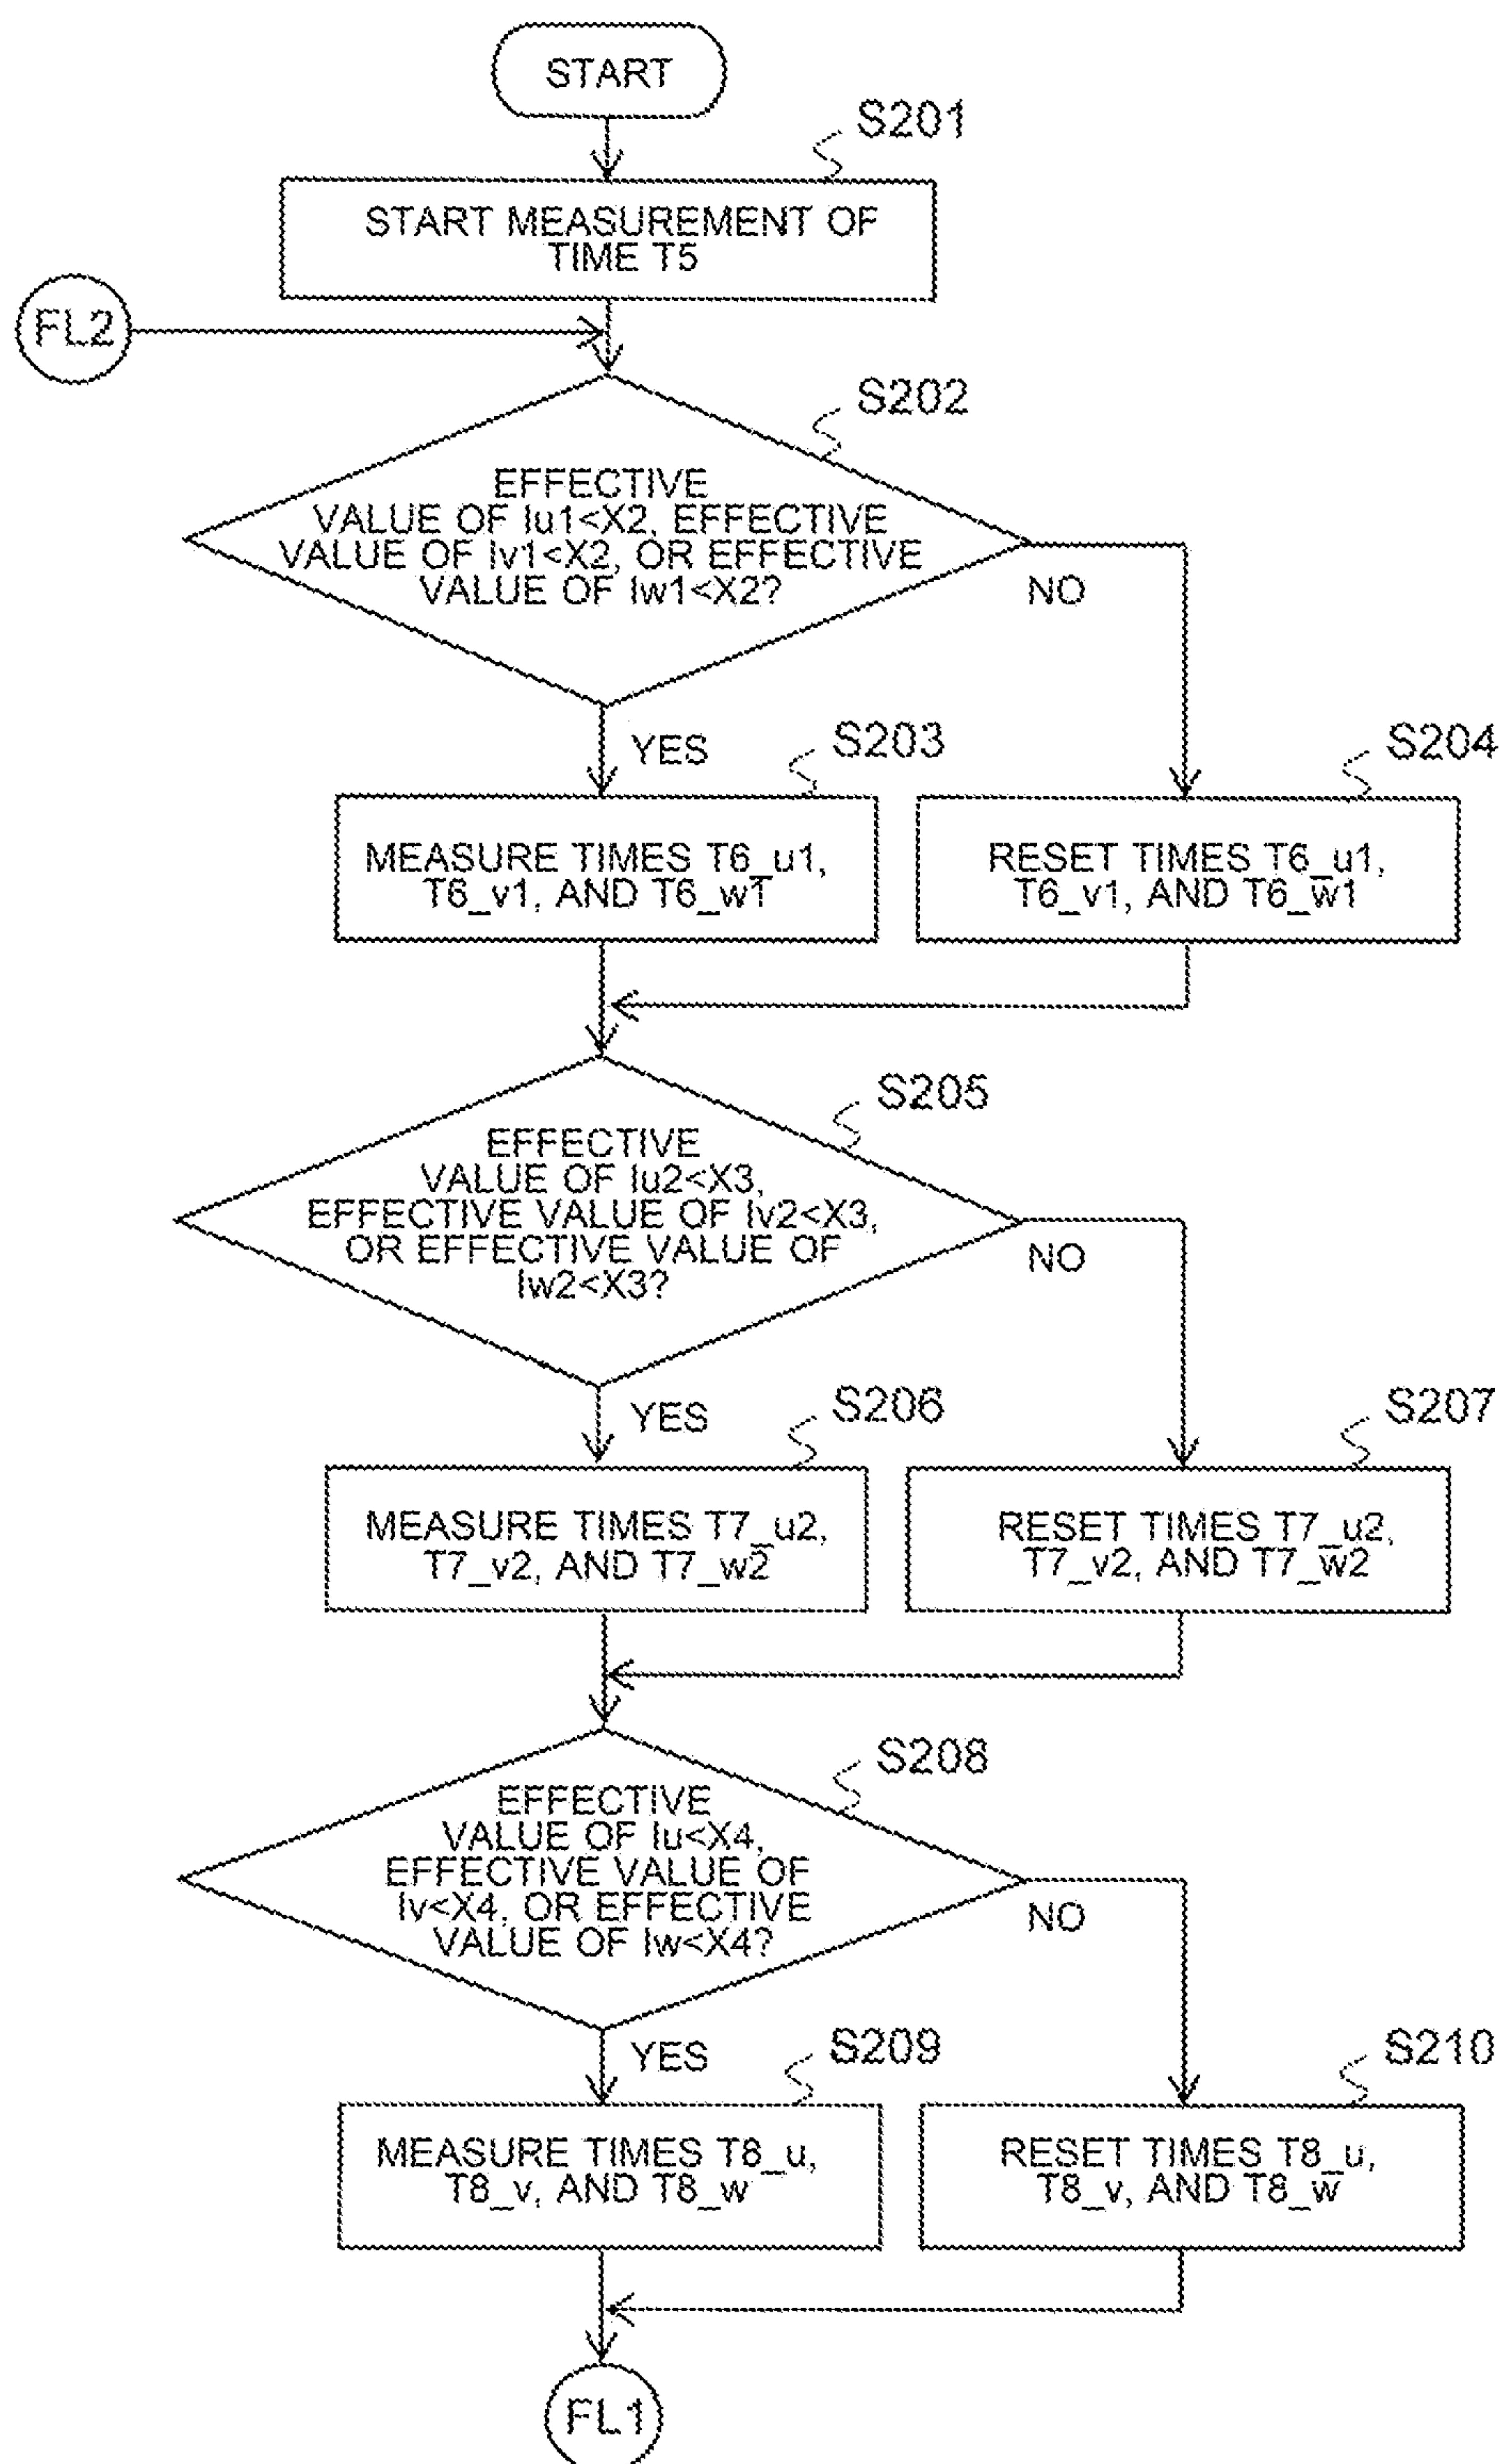 START
S201
START MEASUREMENT OF
TIME T5
FL2
S202
EFFECTIVE
VALUE OF Iu1<X2, EFFECTIVE
VALUE OF Iv1<X2, OR EFFECTIVE
VALUE OF Iw1<X2?
NO
YES
S203
S204
MEASURE TIMES T6_u1,
T6_v1, AND T6_w1
RESET TIMES T6_u1,
T6_v1, AND T6_w1
S205
EFFECTIVE
VALUE OF Iu2<X3,
EFFECTIVE VALUE OF Iv2<X3,
OR EFFECTIVE VALUE OF
Iw2<X3?
NO
YES
S206
S207
MEASURE TIMES T7_u2,
T7_v2, AND T7_w2
RESET TIMES T7_u2,
T7_v2, AND T7_w2
S208
EFFECTIVE
VALUE OF Iu<X4,
EFFECTIVE VALUE OF
Iv<X4, OR EFFECTIVE
VALUE OF Iw<X4?
NO
YES
S209
S210
MEASURE TIMES T8_u,
T8_v, AND T8_w
RESET TIMES T8_u,
T8_v, AND T8_w
FL1